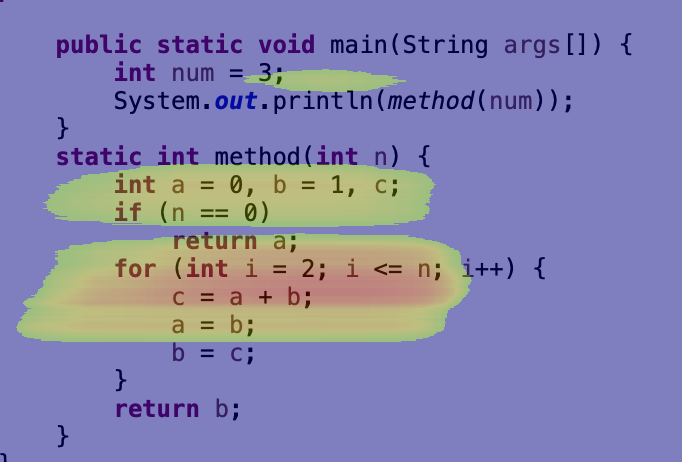 public static void main(String args[]) {
int num = 3;
System.out.println(method(num));
}
static int method(int n) {
int a = 0, b = 1, c;
if (n == 0)
return a;
for (int i = 2; i <= n; i++) {
c = a + b;
a = b;
b = c;
}
return b;
}
}